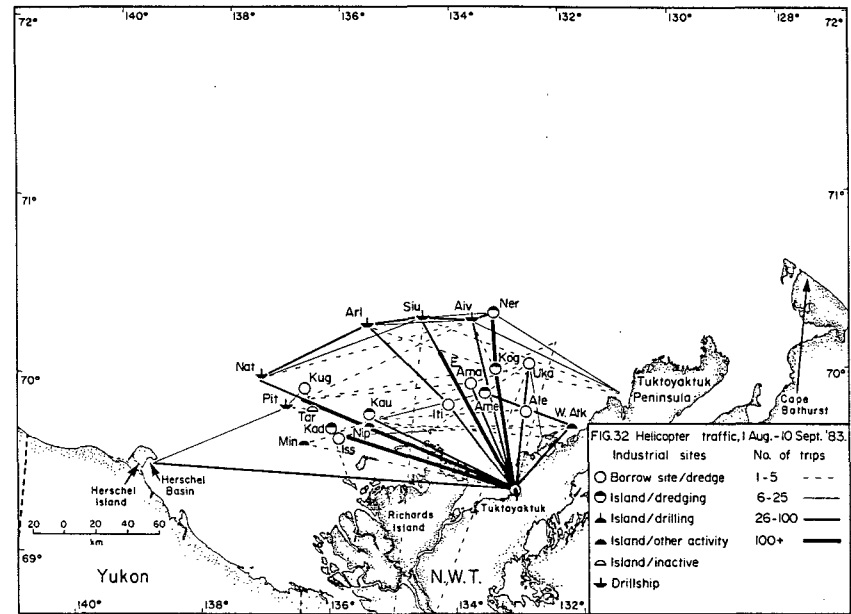 72°
140°
138°
136°
134°
132°
130°
128°
72°
71°
71°
Ner
Siu
Aiv
Arl
Kog
Uka
70°
Nat
Kug
Ama
70°
Tuktoyaktuk
Peninsula
Pit
Kau
Tar
Iti
Ame
Ale
W. Atk
Cape
Bathurst
Kad
Nip
Min
Iss
Herschel
Island
Herschel
Basin
Tuktoyaktuk
Richards
Island
20 0 20 40 60
km
69°
Yukon
N.W.T.
140°
138°
136°
134°
132°
FIG.32 Helicopter traffic, 1 Aug.-10 Sept. '83.
Industrial sites No. of trips
Borrow site/dredge 1-5
Island/dredging 6-25
Island/drilling 26-100
Island/other activity 100+
Island/inactive
Drillship